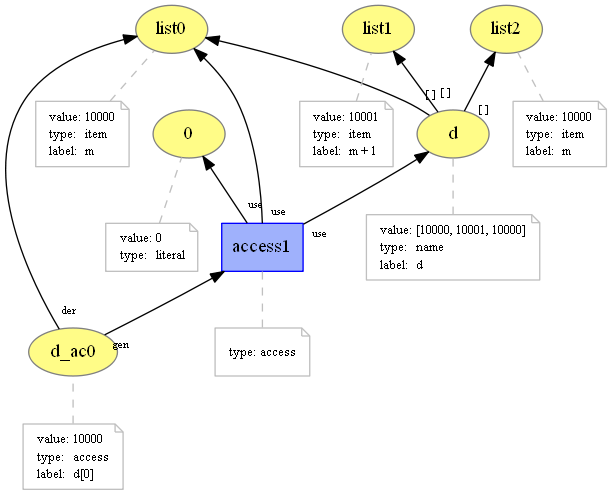 list0
list1
list2
value: 10000
type: item
label: m
0
value: 10001
type: item
label: m + 1
[]
[]
[]
value: 10000
type: item
label: m
d
use
use
use
value: 0
type: literal
access1
value: [10000, 10001, 10000]
type: name
label: d
der
gen
d_ac0
type: access
value: 10000
type: access
label: d[0]